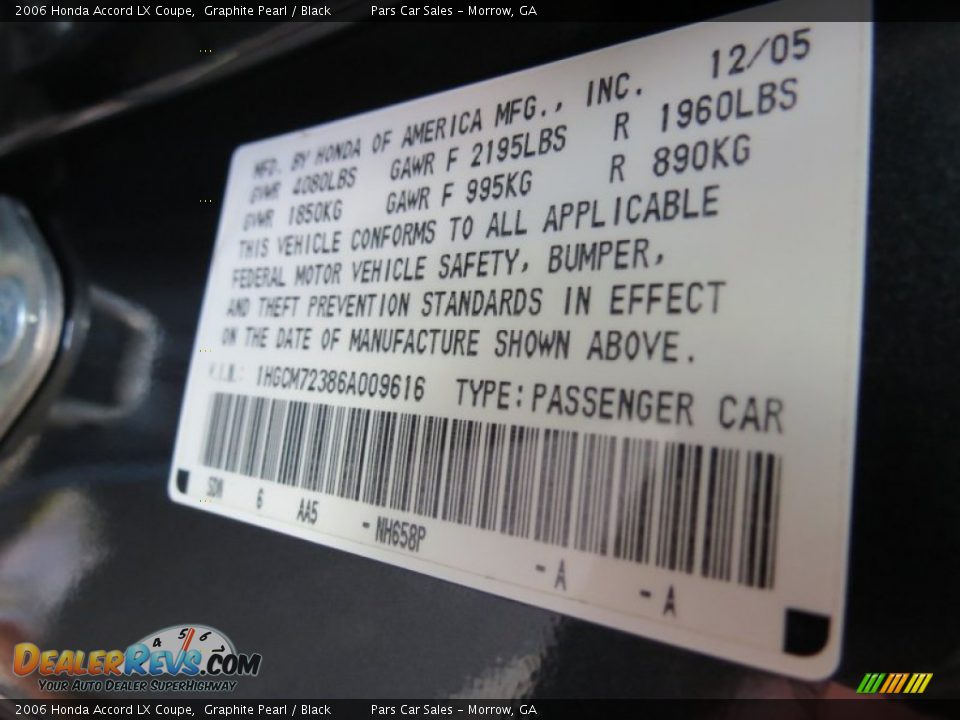 2006 Honda Accord LX Coupe, Graphite Pearl / Black Pars Car Sales - Morrow, GA
12/05
MFD. BY HONDA OF AMERICA MFG., INC.
GVWR 4080LBS GAWR F 2195LBS R 1960LBS
GVWR 1850KG GAWR F 995KG R 890KG
THIS VEHICLE CONFORMS TO ALL APPLICABLE
FEDERAL MOTOR VEHICLE SAFETY, BUMPER,
AND THEFT PREVENTION STANDARDS IN EFFECT
ON THE DATE OF MANUFACTURE SHOWN ABOVE.
V.I.N.: 1HGCM72386A009616 TYPE: PASSENGER CAR
SDN 6 AA5 -NH658P -A -A
4 5 6
DEALERREVS.COM
YOUR AUTO DEALER SUPERHIGHWAY
2006 Honda Accord LX Coupe, Graphite Pearl / Black Pars Car Sales - Morrow, GA